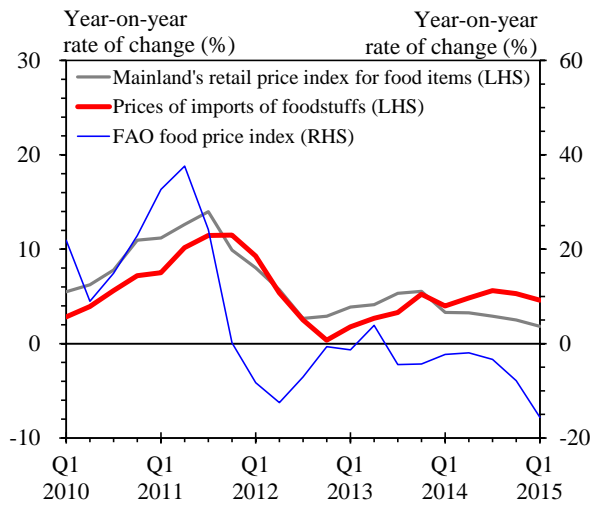 Year-on-year
rate of change (%)
Year-on-year
rate of change (%)
30
20
10
0
-10
60
40
20
0
-20
Mainland's retail price index for food items (LHS)
Prices of imports of foodstuffs (LHS)
FAO food price index (RHS)
Q1 Q1 Q1 Q1 Q1 Q1
2010 2011 2012 2013 2014 2015